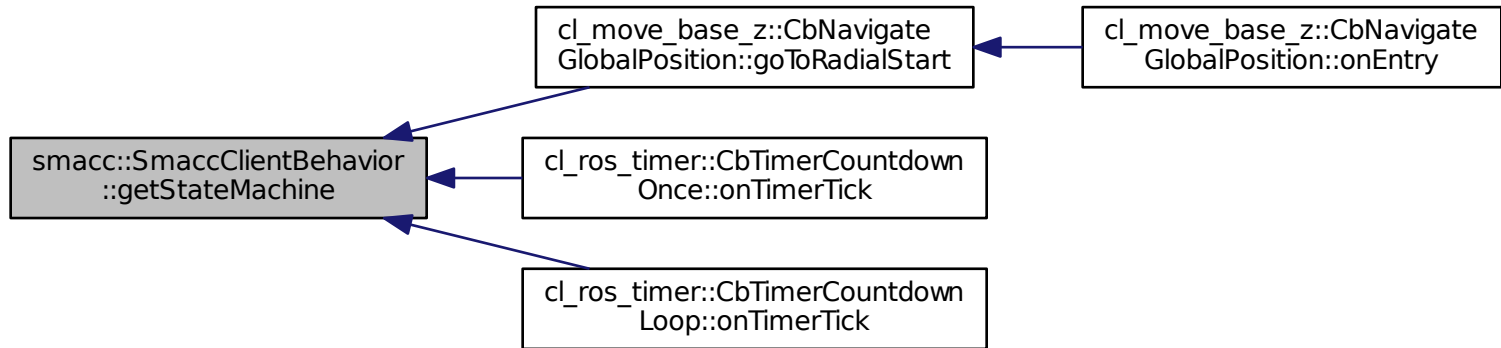 cl_move_base_z::CbNavigate
GlobalPosition::goToRadialStart
cl_move_base_z::CbNavigate
GlobalPosition::onEntry
smacc::SmaccClientBehavior
::getStateMachine
cl_ros_timer::CbTimerCountdown
Once::onTimerTick
cl_ros_timer::CbTimerCountdown
Loop::onTimerTick